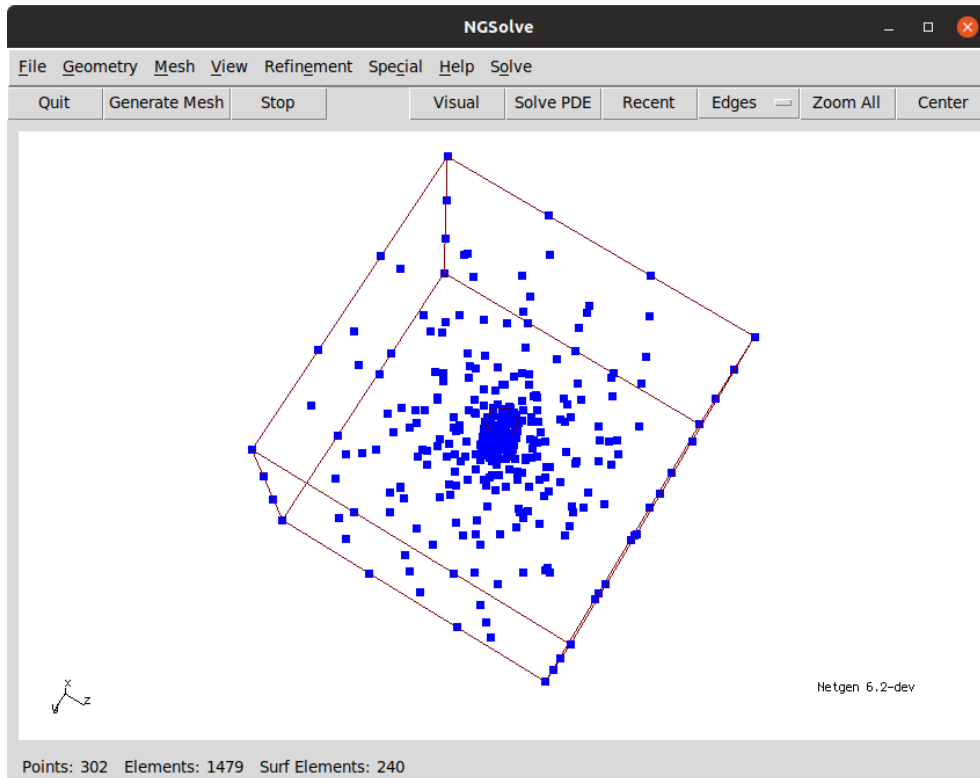 NGSolve
File Geometry Mesh View Refinement Special Help Solve
Quit Generate Mesh Stop Visual Solve PDE Recent Edges Zoom All Center
x
y z
Netgen 6.2-dev
Points: 302 Elements: 1479 Surf Elements: 240